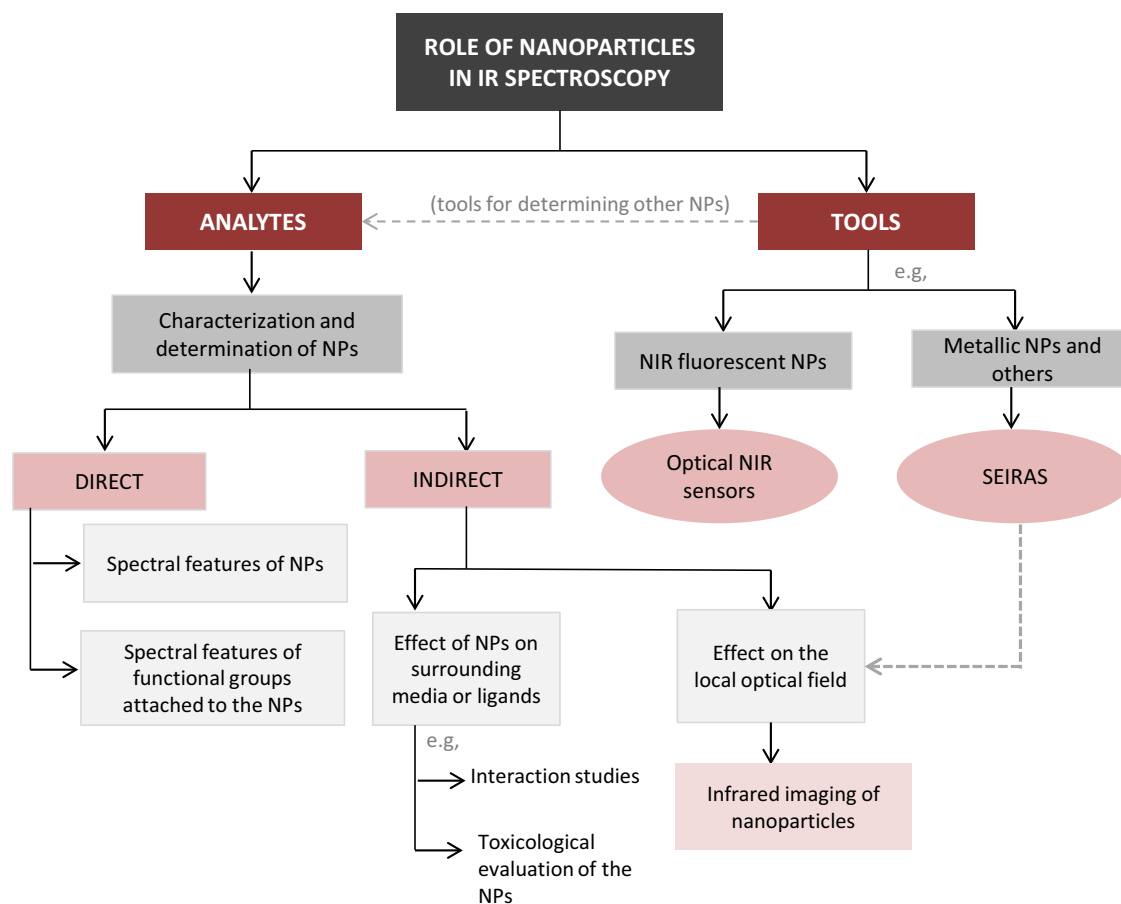 ROLE OF NANOPARTICLES
IN IR SPECTROSCOPY
(tools for determining other NPs)
ANALYTES
TOOLS
e.g,
Characterization and
determination of NPs
NIR fluorescent NPs
Metallic NPs and
others
DIRECT
INDIRECT
Optical NIR
sensors
SEIRAS
Spectral features of NPs
Spectral features of
functional groups
attached to the NPs
Effect of NPs on
surrounding
media or ligands
Effect on the
local optical field
e.g,
Interaction studies
Toxicological
evaluation of the
NPs
Infrared imaging of
nanoparticles